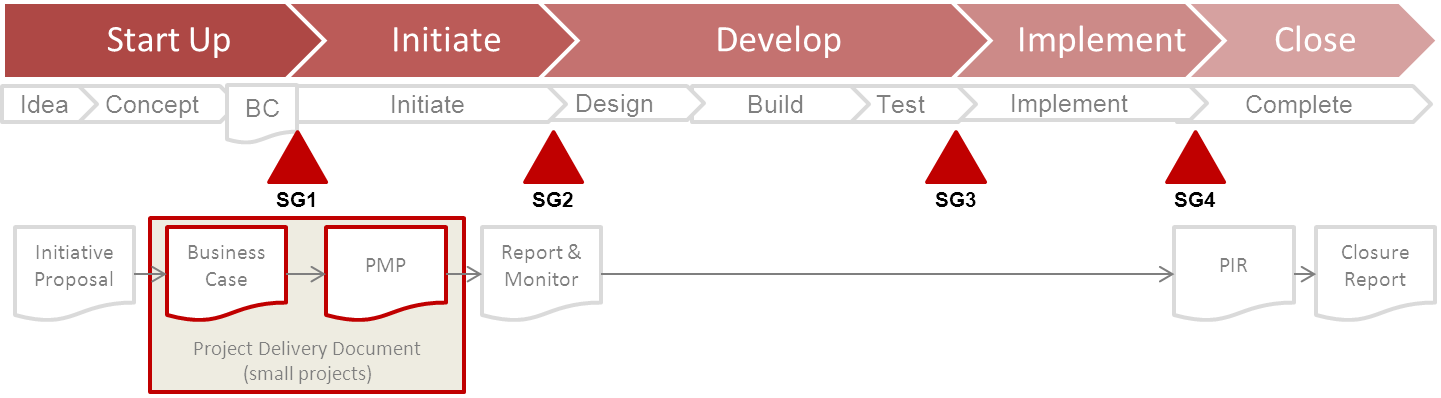 Start Up
Initiate
Develop
Implement
Close
Idea
Concept
BC
Initiate
Design
Build
Test
Implement
Complete
SG1
SG2
SG3
SG4
Initiative
Proposal
Business
Case
PMP
Report &
Monitor
PIR
Closure
Report
Project Delivery Document
(small projects)